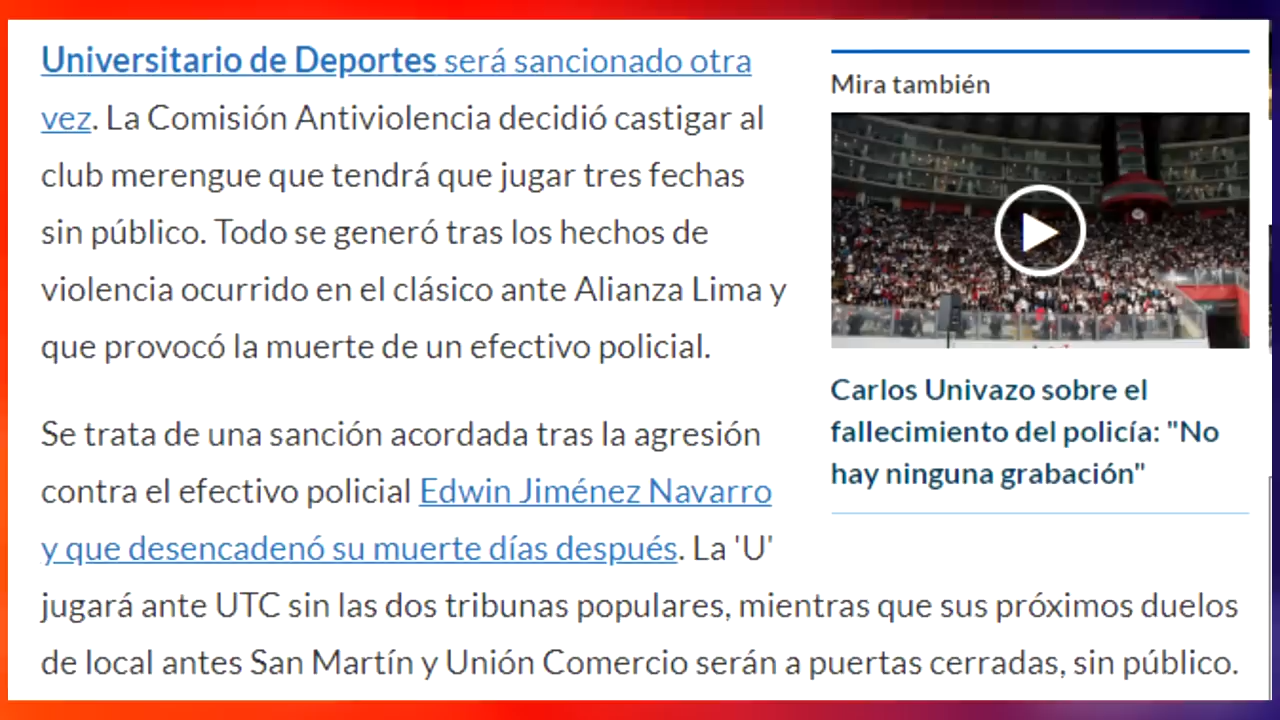 Universitario de Deportes será sancionado otra
vez. La Comisión Antiviolencia decidió castigar al
club merengue que tendrá que jugar tres fechas
sin público. Todo se generó tras los hechos de
violencia ocurrido en el clásico ante Alianza Lima y
que provocó la muerte de un efectivo policial.
Se trata de una sanción acordada tras la agresión
contra el efectivo policial Edwin Jiménez Navarro
y que desencadenó su muerte días después. La 'U'
jugará ante UTC sin las dos tribunas populares, mientras que sus próximos duelos
de local antes San Martín y Unión Comercio serán a puertas cerradas, sin público.
Mira también
Carlos Univazo sobre el
fallecimiento del policía: "No
hay ninguna grabación"